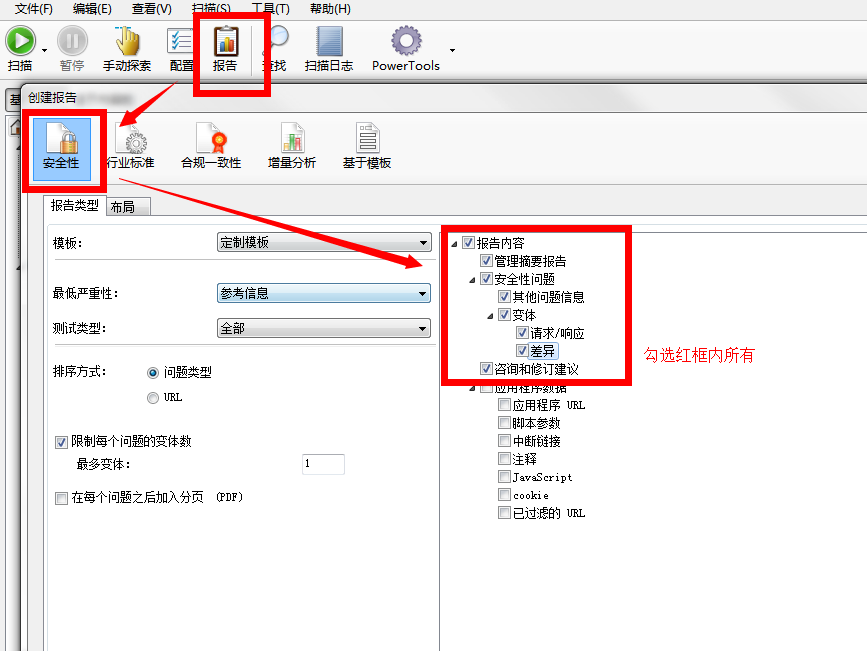 文件(F) 编辑(E) 查看(V) 扫描(S) 工具(T) 帮助(H)
扫描 暂停 手动探索 配置 报告 查找 扫描日志 PowerTools
创建报告
安全性 行业标准 合规一致性 增量分析 基于模板
报告类型 布局
模板： 定制模板
最低严重性： 参考信息
测试类型： 全部
排序方式： 问题类型
URL
限制每个问题的变体数
最多变体： 1
在每个问题之后加入分页 (PDF)
报告内容
管理摘要报告
安全性问题
其他问题信息
变体
请求/响应
差异
咨询和修订建议
应用程序数据
应用程序 URL
脚本参数
中断链接
注释
JavaScript
cookie
已过滤的 URL
勾选红框内所有